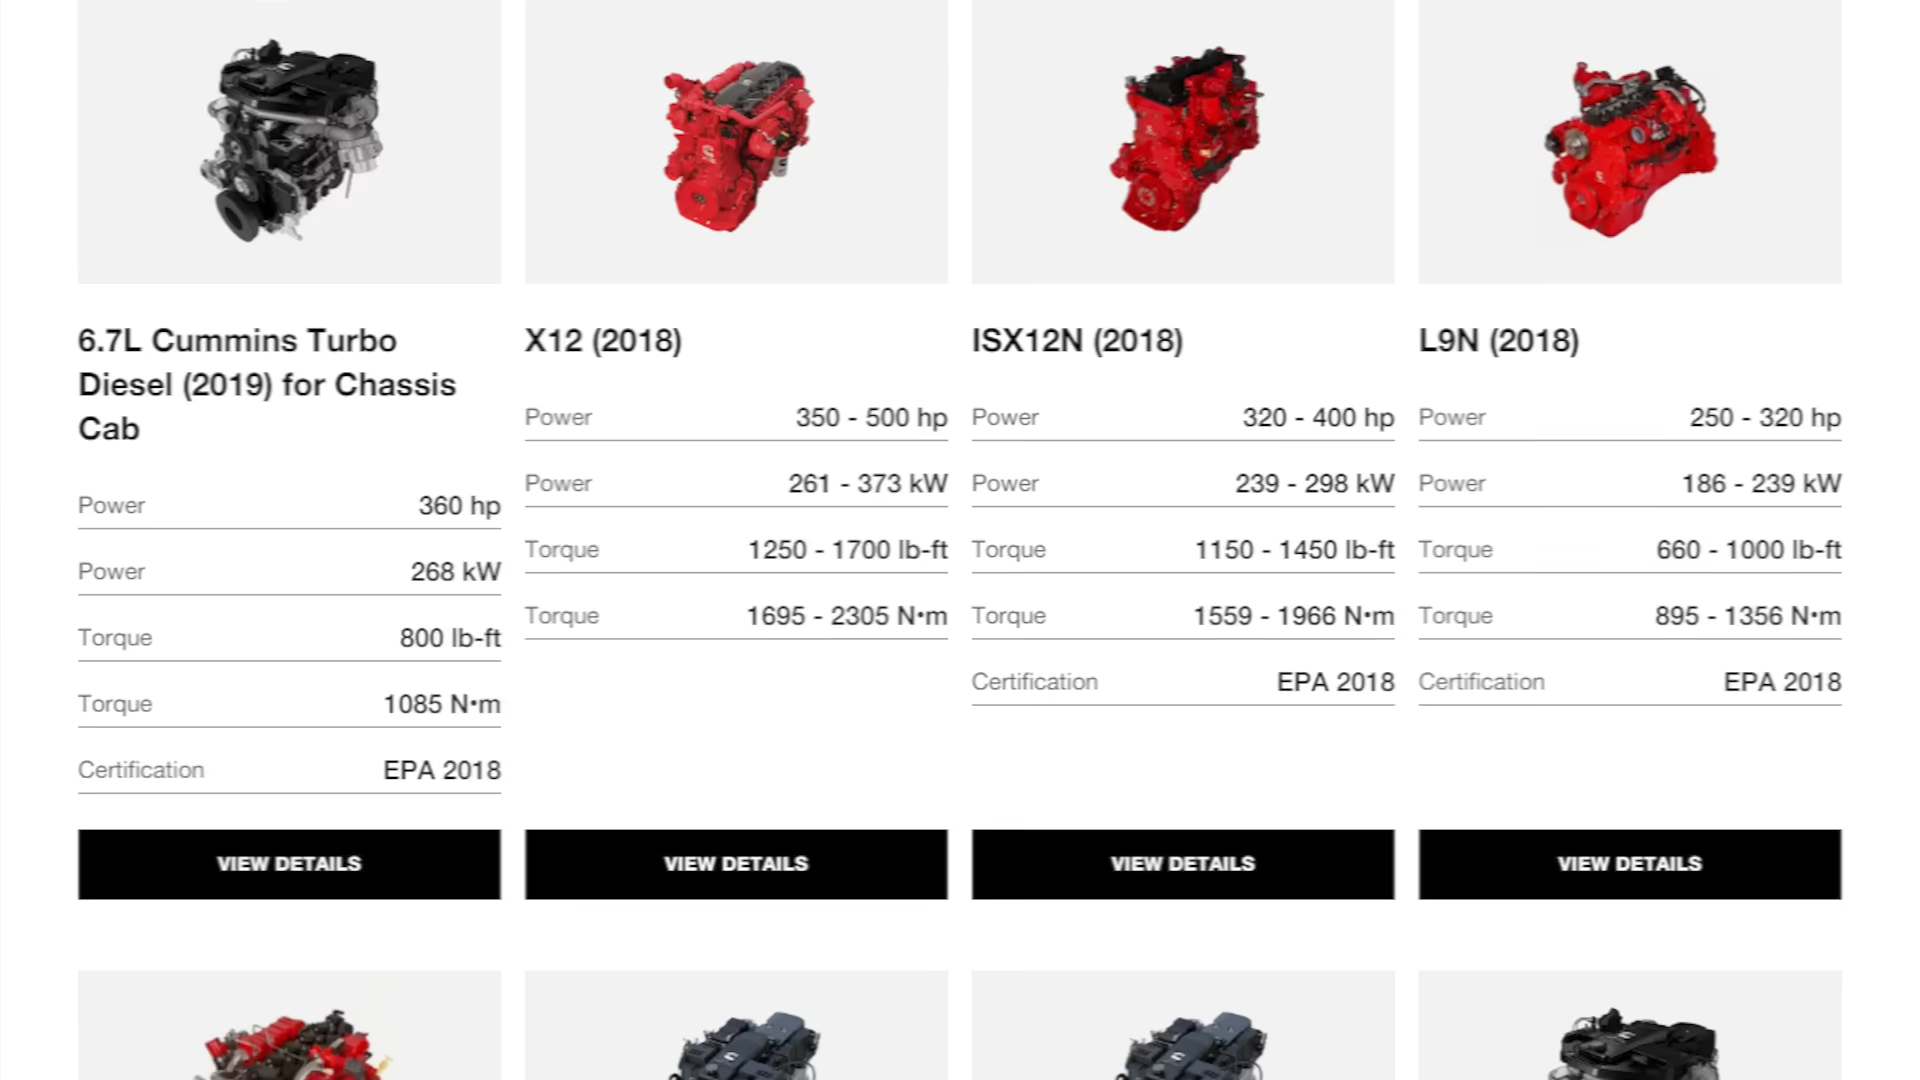 6.7L Cummins Turbo
Diesel (2019) for Chassis
Cab
Power 360 hp
Power 268 kW
Torque 800 lb-ft
Torque 1085 N•m
Certification EPA 2018
VIEW DETAILS
X12 (2018)
Power 350 - 500 hp
Power 261 - 373 kW
Torque 1250 - 1700 lb-ft
Torque 1695 - 2305 N•m
VIEW DETAILS
ISX12N (2018)
Power 320 - 400 hp
Power 239 - 298 kW
Torque 1150 - 1450 lb-ft
Torque 1559 - 1966 N•m
Certification EPA 2018
VIEW DETAILS
L9N (2018)
Power 250 - 320 hp
Power 186 - 239 kW
Torque 660 - 1000 lb-ft
Torque 895 - 1356 N•m
Certification EPA 2018
VIEW DETAILS